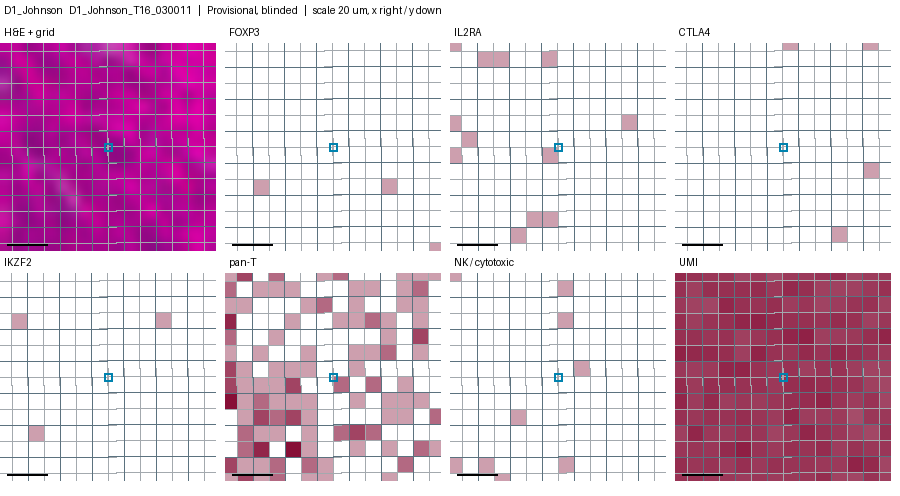 D1_Johnson D1_Johnson_T16_030011 | Provisional, blinded | scale 20 um, x right / y down
H&E + grid FOXP3 IL2RA CTLA4
IKZF2 pan-T NK / cytotoxic UMI